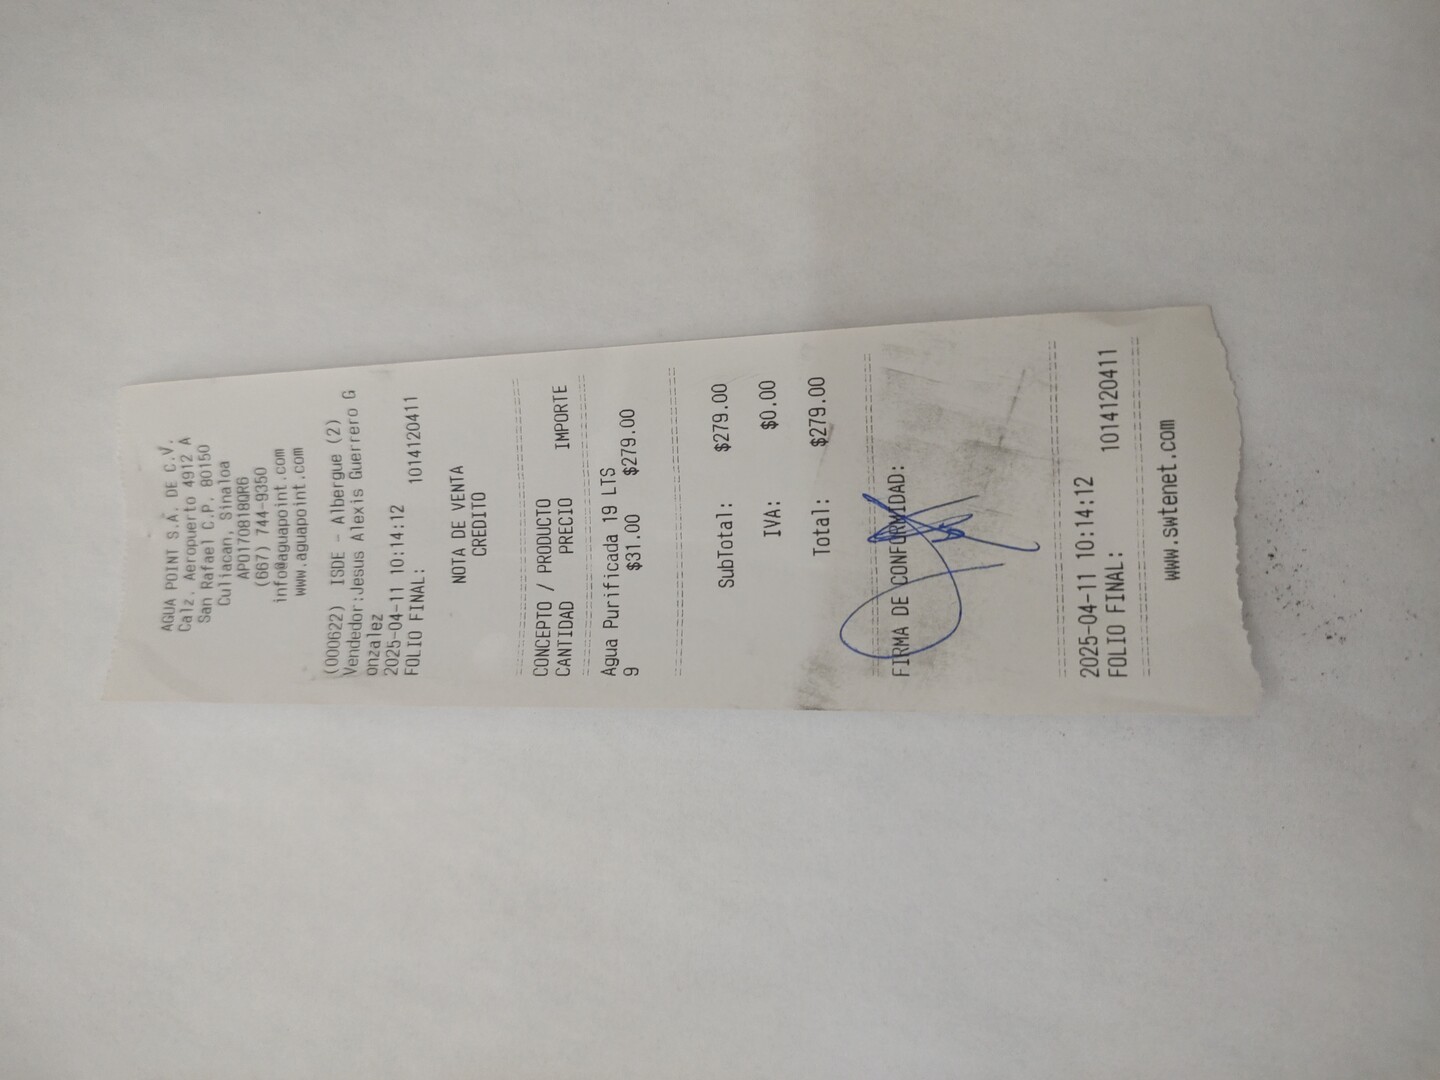 AGUA POINT S.A. DE C.V.
Calz. Aeropuerto 4912 A
San Rafael C.P. 80150
Culiacan, Sinaloa
APO170818QR6
(667) 744-9350
info@aguapoint.com
www.aguapoint.com
(000622) ISDE - Albergue (2)
Vendedor:Jesus Alexis Guerrero G
onzalez
2025-04-11 10:14:12
FOLIO FINAL: 1014120411
NOTA DE VENTA
CREDITO
CONCEPTO / PRODUCTO
CANTIDAD PRECIO IMPORTE
Agua Purificada 19 LTS
9 $31.00 $279.00
SubTotal: $279.00
IVA: $0.00
Total: $279.00
FIRMA DE CONFORMIDAD:
2025-04-11 10:14:12
FOLIO FINAL: 1014120411
www.swtenet.com